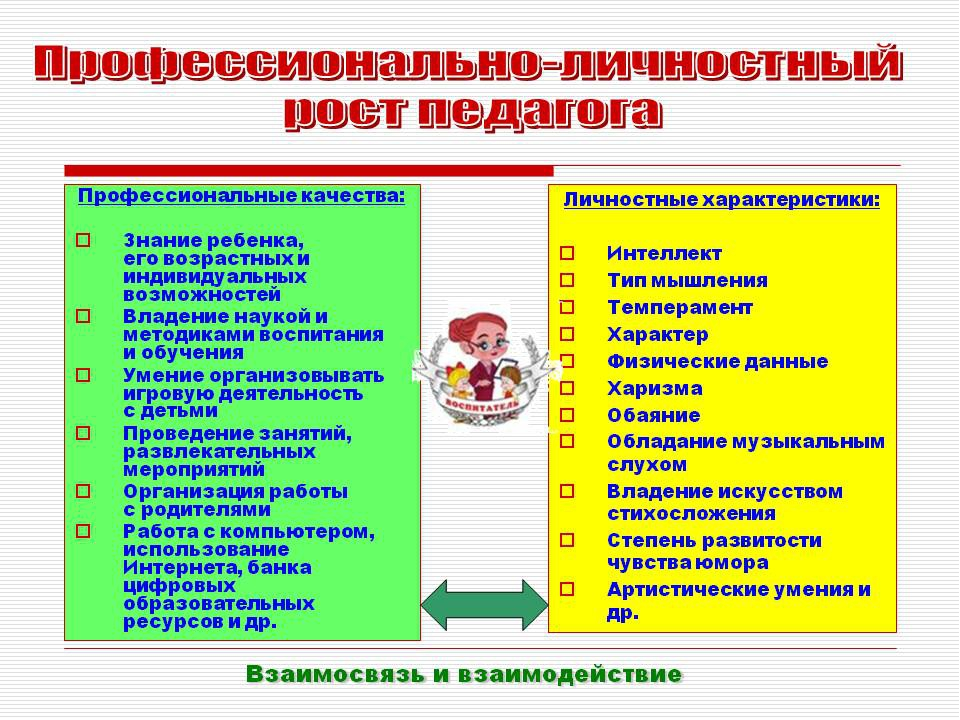 Профессионально-личностный
рост педагога
Профессиональные качества:
Знание ребенка,
его возрастных и
индивидуальных
возможностей
Владение наукой и
методиками воспитания
и обучения
Умение организовывать
игровую деятельность
с детьми
Проведение занятий,
развлекательных
мероприятий
Организация работы
с родителями
Работа с компьютером,
использование
Интернета, банка
цифровых
образовательных
ресурсов и др.
ВОСПИТАТЕЛЬ
Личностные характеристики:
Интеллект
Тип мышления
Темперамент
Характер
Физические данные
Харизма
Обаяние
Обладание музыкальным
слухом
Владение искусством
стихосложения
Степень развитости
чувства юмора
Артистические умения и
др.
Взаимосвязь и взаимодействие